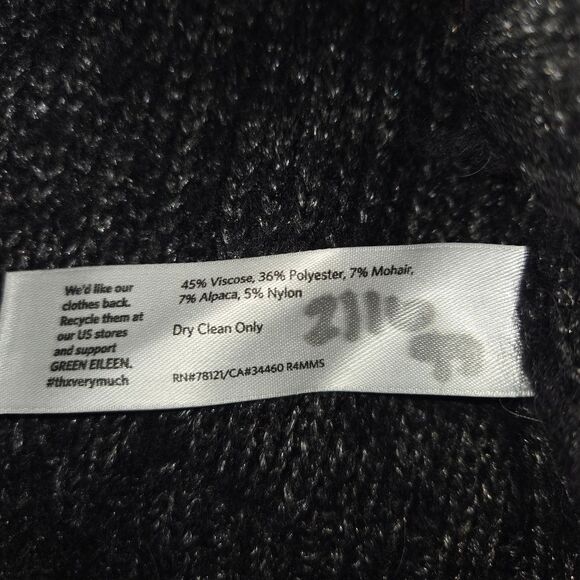 We'd like our
clothes back.
Recycle them at
our US stores
and support
GREEN EILEEN.
#thxverymuch
45% Viscose, 36% Polyester, 7% Mohair,
7% Alpaca, 5% Nylon
Dry Clean Only
RN#78121/CA#34460 R4MMS